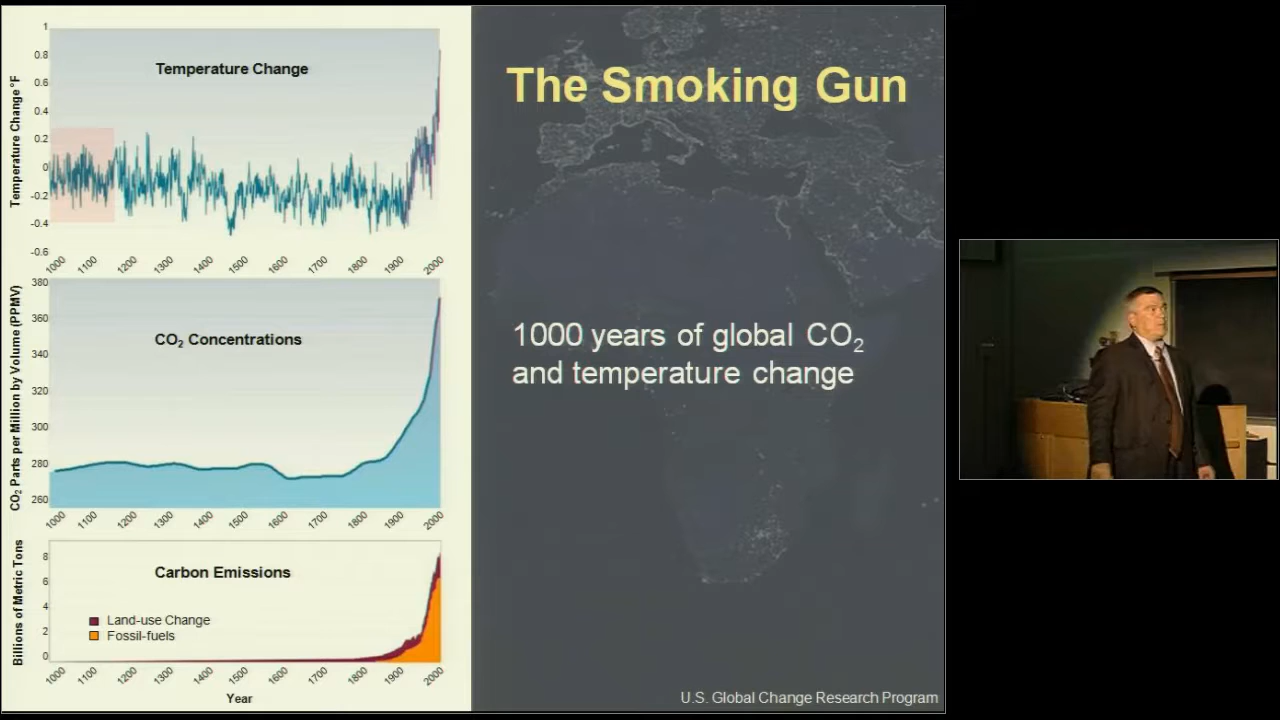 Temperature Change
Temperature Change °F
1
0.8
0.6
0.4
0.2
0
-0.2
-0.4
-0.6
1000 1100 1200 1300 1400 1500 1600 1700 1800 1900 2000
CO₂ Concentrations
CO₂ Parts per Million by Volume (PPMV)
380
360
340
320
300
280
260
1000 1100 1200 1300 1400 1500 1600 1700 1800 1900 2000
Carbon Emissions
Billions of Metric Tons
8
6
4
2
0
Land-use Change
Fossil-fuels
1000 1100 1200 1300 1400 1500 1600 1700 1800 1900 2000
Year
The Smoking Gun
1000 years of global CO₂
and temperature change
U.S. Global Change Research Program